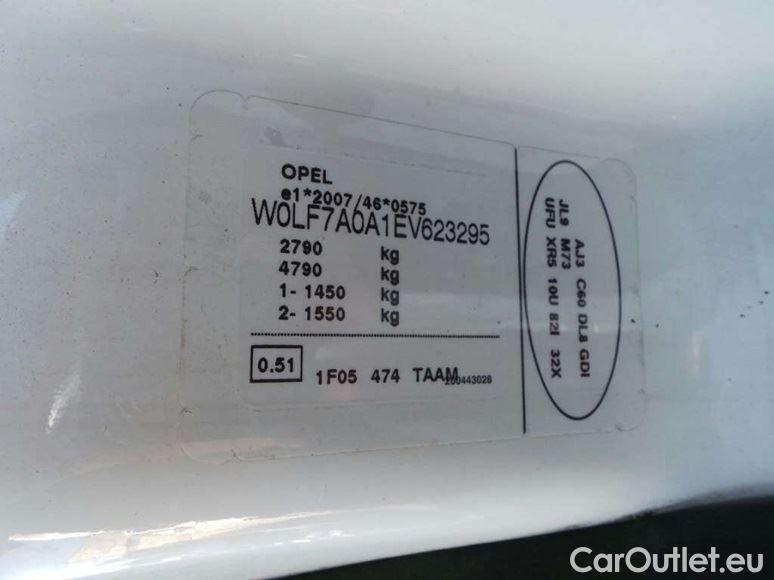 OPEL
e1*2007/46*0575
W0LF7A0A1EV623295
2790 kg
4790 kg
1- 1450 kg
2- 1550 kg
0.51 1F05 474 TAAM 200443028
AJ3 C60 DL8 GDI
JL9 M73
UFU XR5 10U 82I 32X
CarOutlet.eu